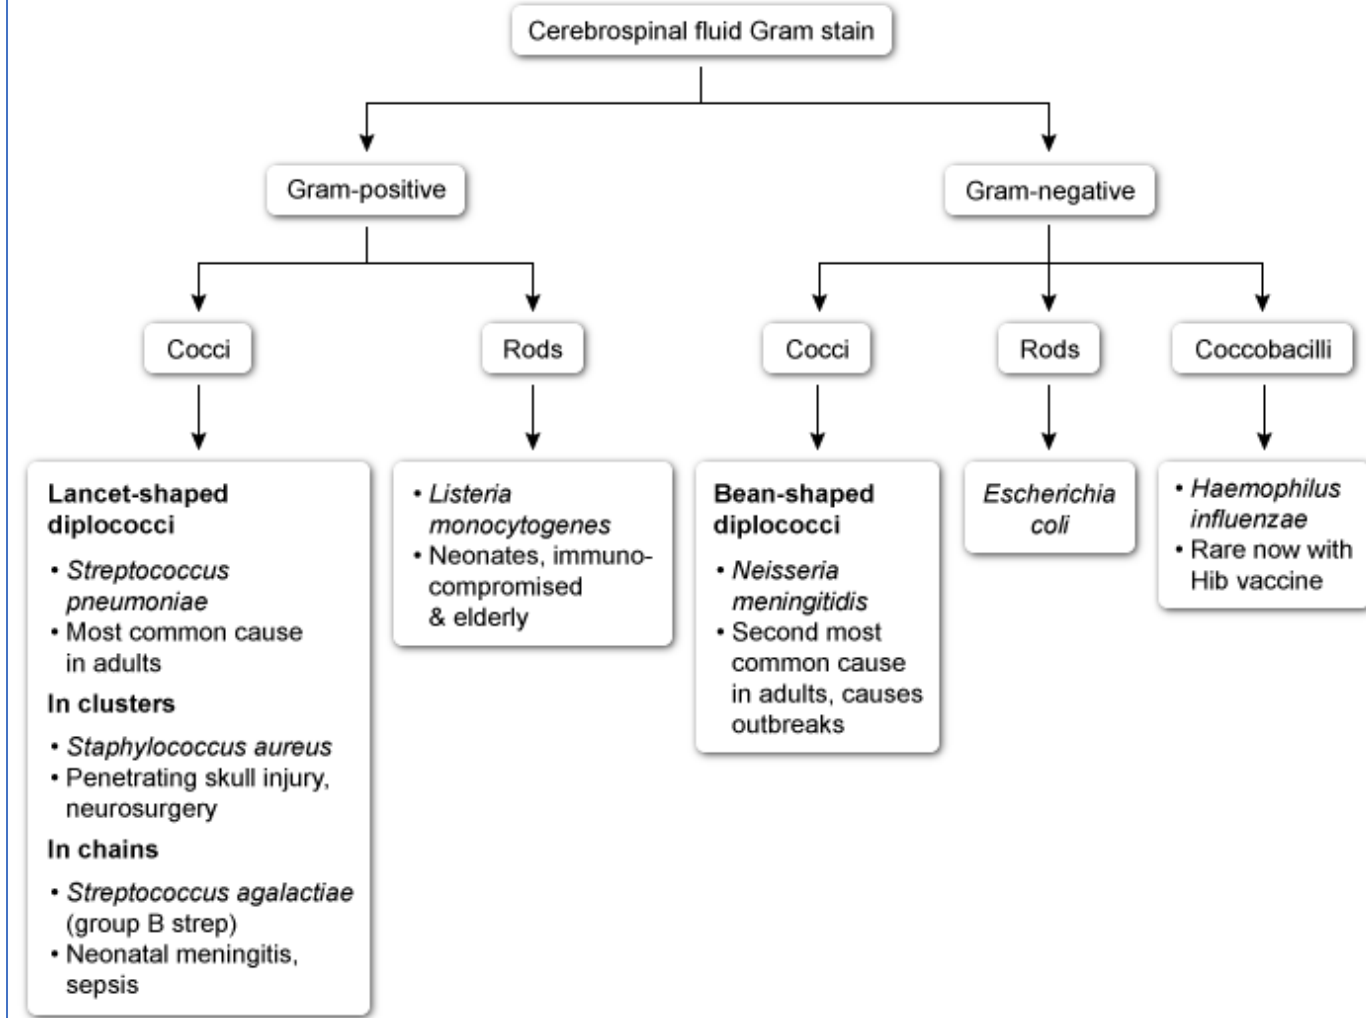 Cerebrospinal fluid Gram stain
Gram-positive
Gram-negative
Cocci
Rods
Cocci
Rods
Coccobacilli
Lancet-shaped
diplococci
• Streptococcus
pneumoniae
• Most common cause
in adults
In clusters
• Staphylococcus aureus
• Penetrating skull injury,
neurosurgery
In chains
• Streptococcus agalactiae
(group B strep)
• Neonatal meningitis,
sepsis
• Listeria
monocytogenes
• Neonates, immuno-
compromised
& elderly
Bean-shaped
diplococci
• Neisseria
meningitidis
• Second most
common cause
in adults, causes
outbreaks
Escherichia
coli
• Haemophilus
influenzae
• Rare now with
Hib vaccine